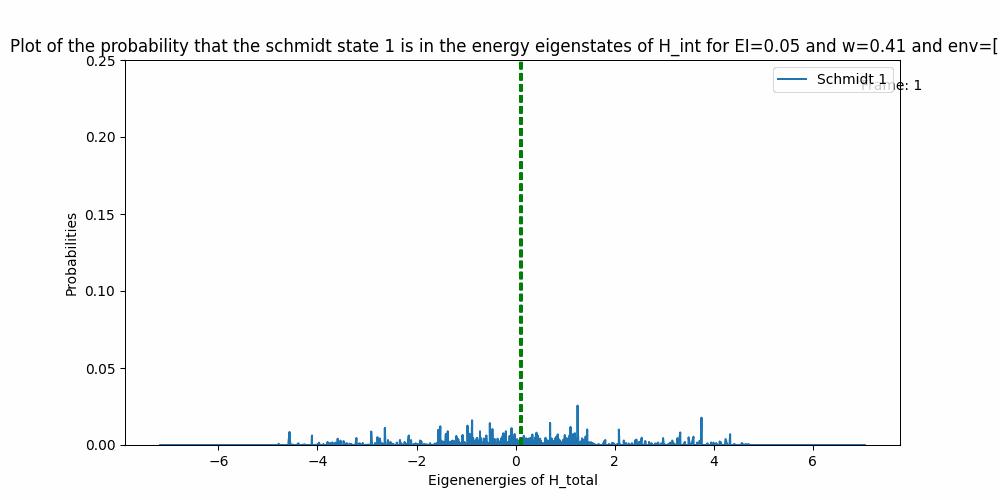 Plot of the probability that the schmidt state 1 is in the energy eigenstates of H_int for EI=0.05 and w=0.41 and env=[
Schmidt 1
Frame: 1
0.25
0.20
0.15
0.10
0.05
0.00
Probabilities
−6 −4 −2 0 2 4 6
Eigenenergies of H_total